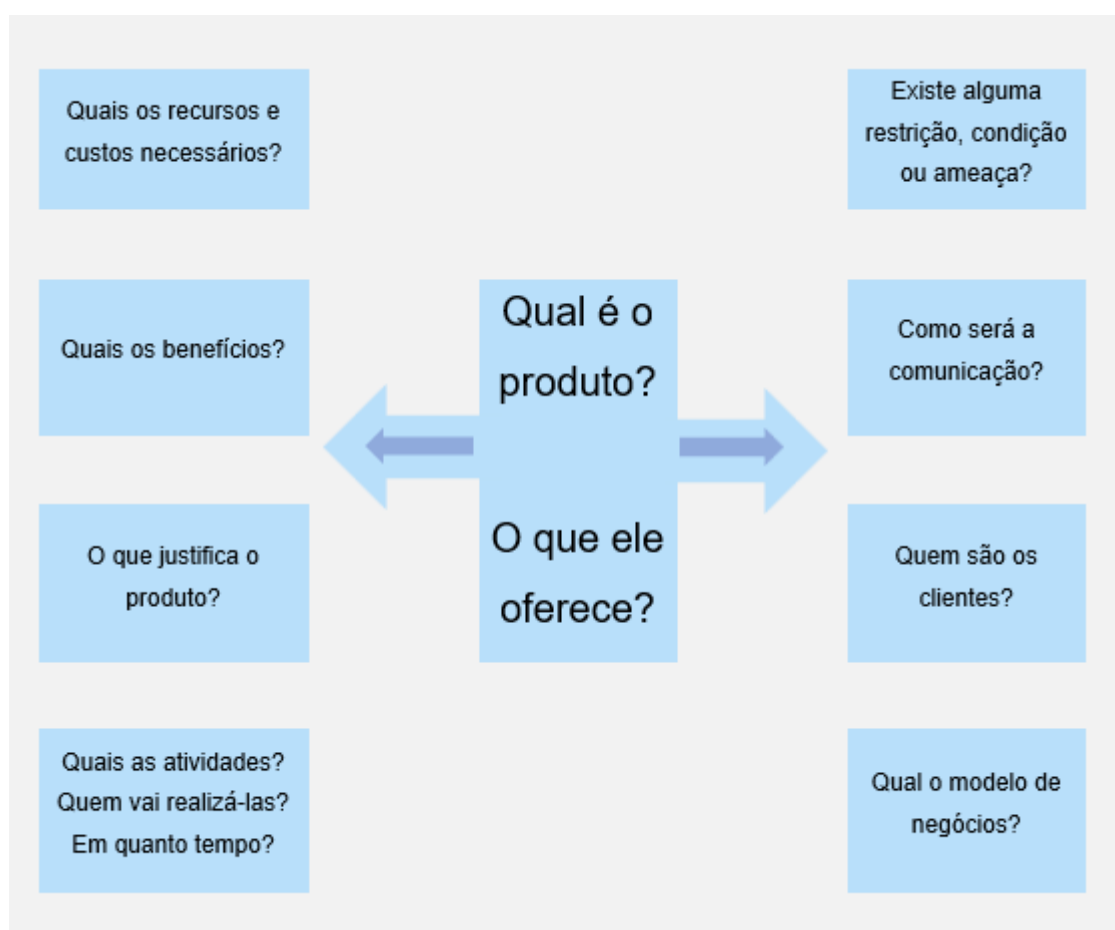 Quais os recursos e
custos necessários?
Existe alguma
restrição, condição
ou ameaça?
Quais os benefícios?
Qual é o
produto?
Como será a
comunicação?
O que justifica o
produto?
O que ele
oferece?
Quem são os
clientes?
Quais as atividades?
Quem vai realizá-las?
Em quanto tempo?
Qual o modelo de
negócios?